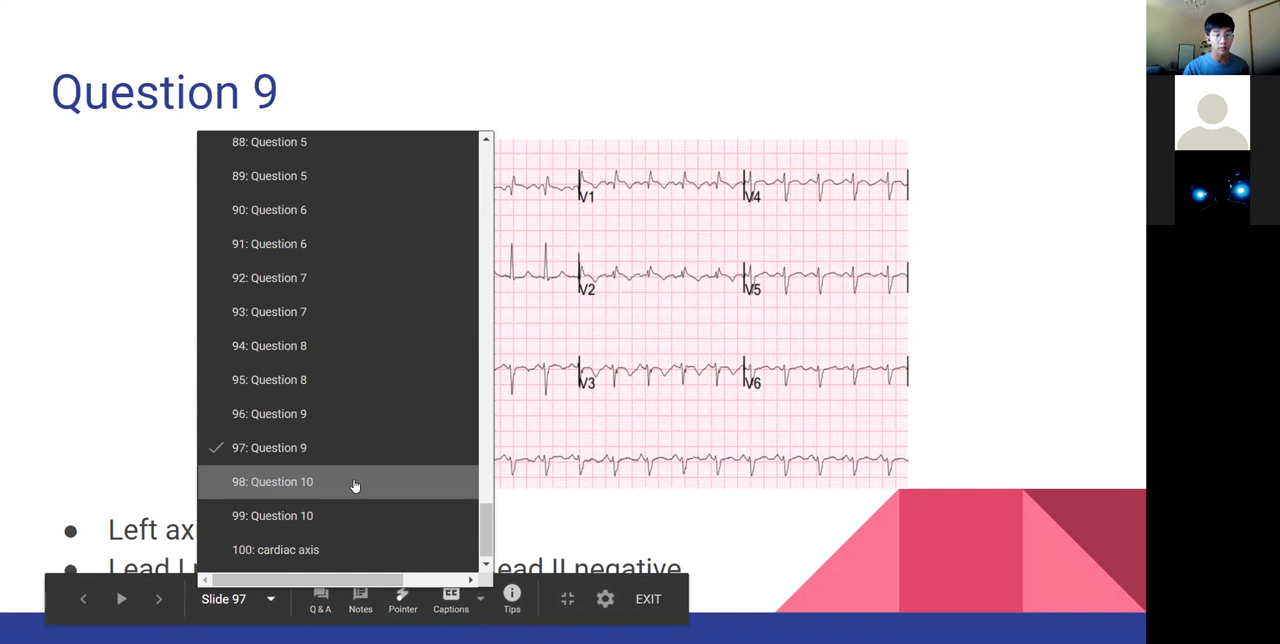 Question 9
88: Question 5
89: Question 5
90: Question 6
91: Question 6
92: Question 7
93: Question 7
94: Question 8
95: Question 8
96: Question 9
97: Question 9
98: Question 10
99: Question 10
100: cardiac axis
V1
V4
V2
V5
V3
V6
Left axi
Lead I
ead II negative
Slide 97
Q & A
Notes
Pointer
CC
Captions
Tips
EXIT